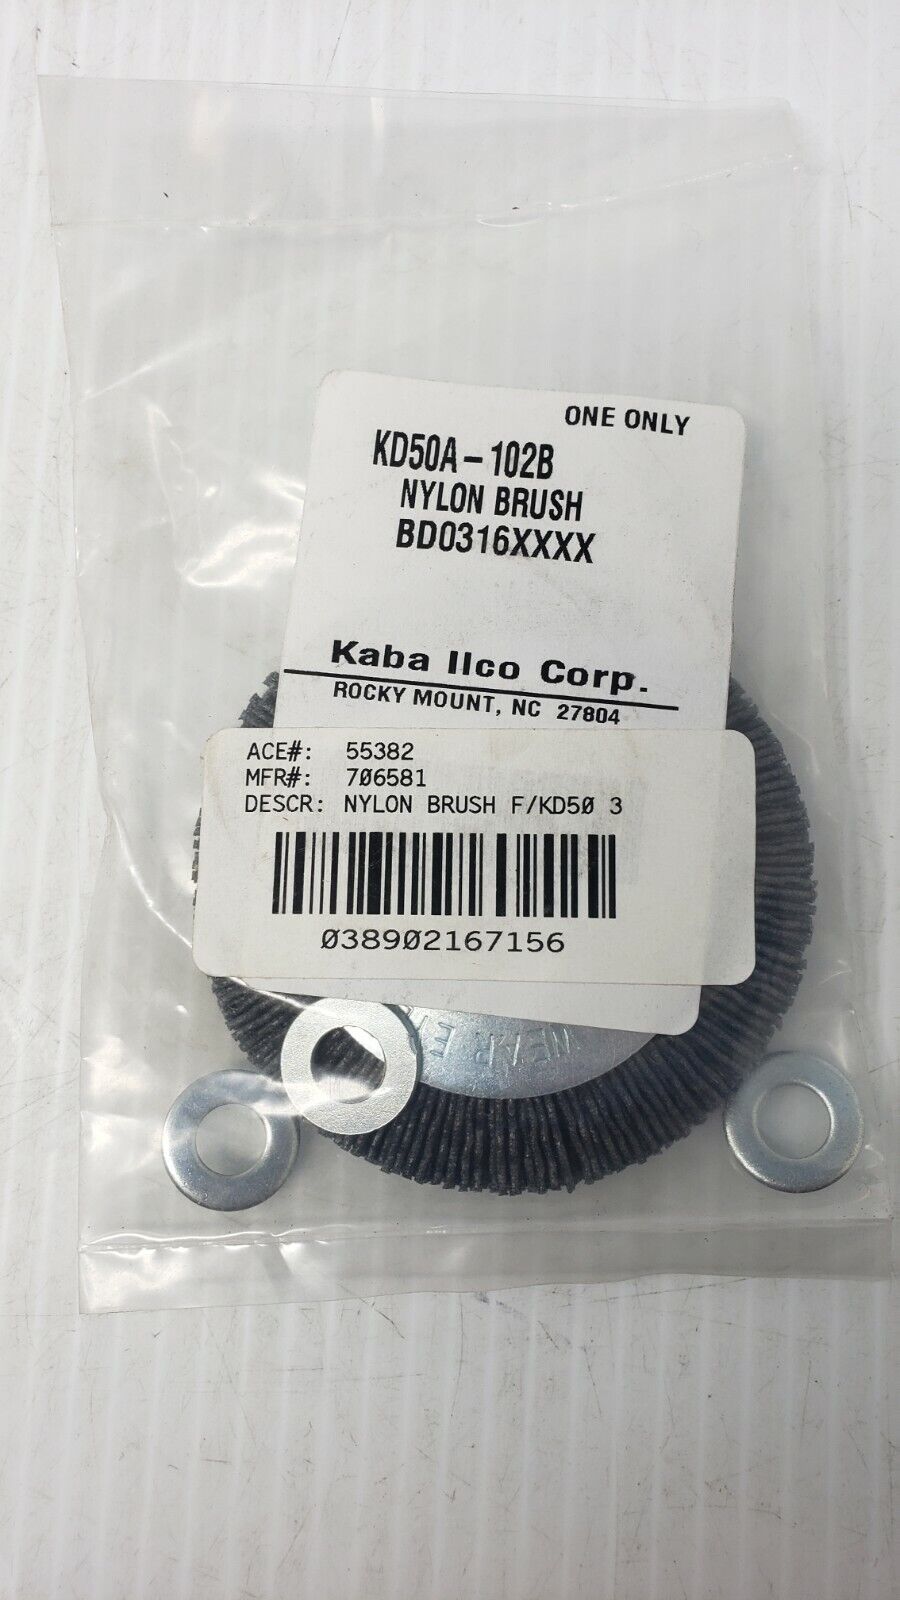 ONE ONLY
KD50A-102B
NYLON BRUSH
BD0316XXXX
Kaba Ilco Corp.
ROCKY MOUNT, NC 27804
ACE#: 55382
MFR#: 706581
DESCR: NYLON BRUSH F/KD50 3
038902167156
WEAR E